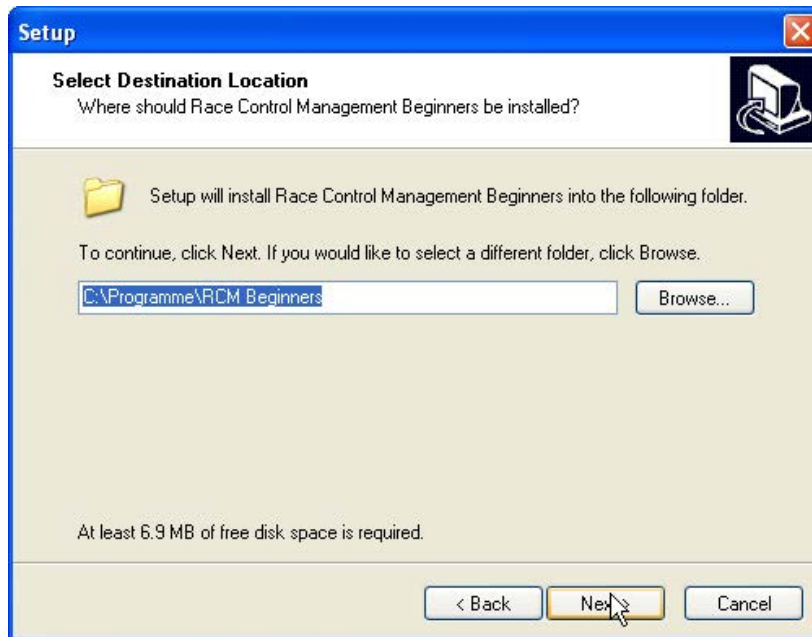 Setup
Select Destination Location
Where should Race Control Management Beginners be installed?
Setup will install Race Control Management Beginners into the following folder.
To continue, click Next. If you would like to select a different folder, click Browse.
C:\Programme\RCM Beginners
Browse...
At least 6.9 MB of free disk space is required.
< Back
Next >
Cancel